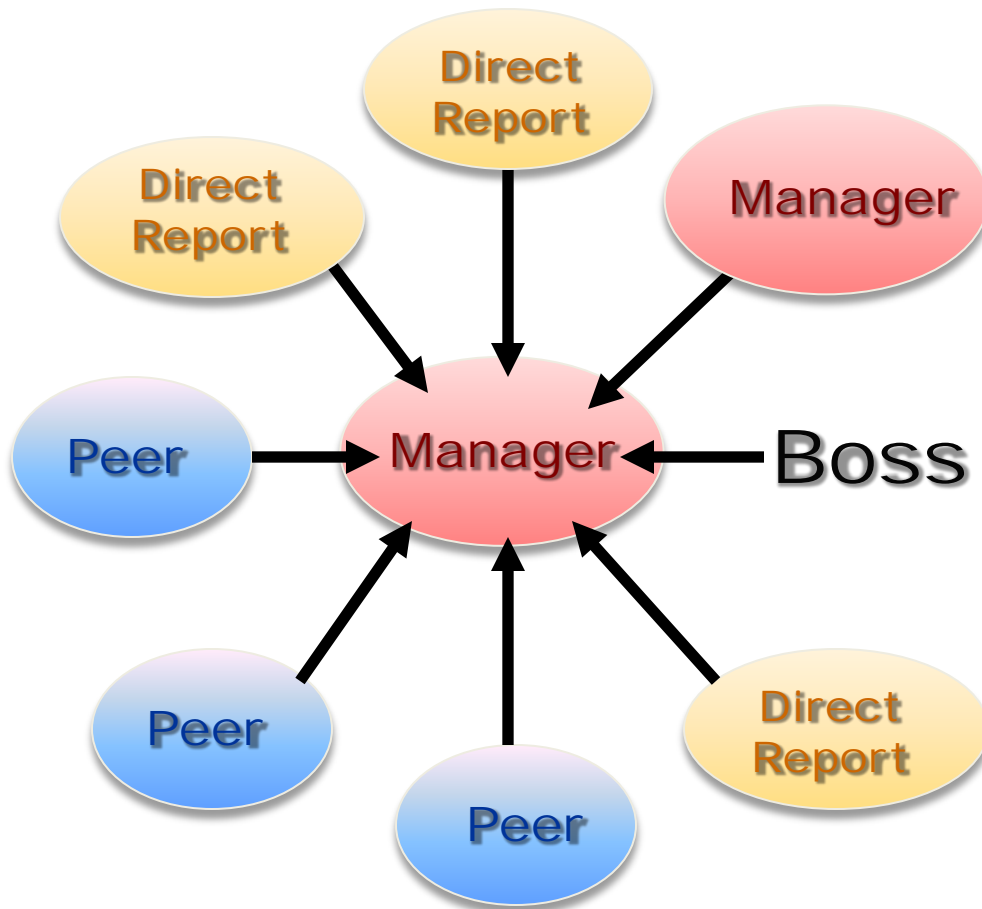 Direct
Report
Direct
Report
Manager
Peer
Manager
Boss
Peer
Direct
Report
Peer